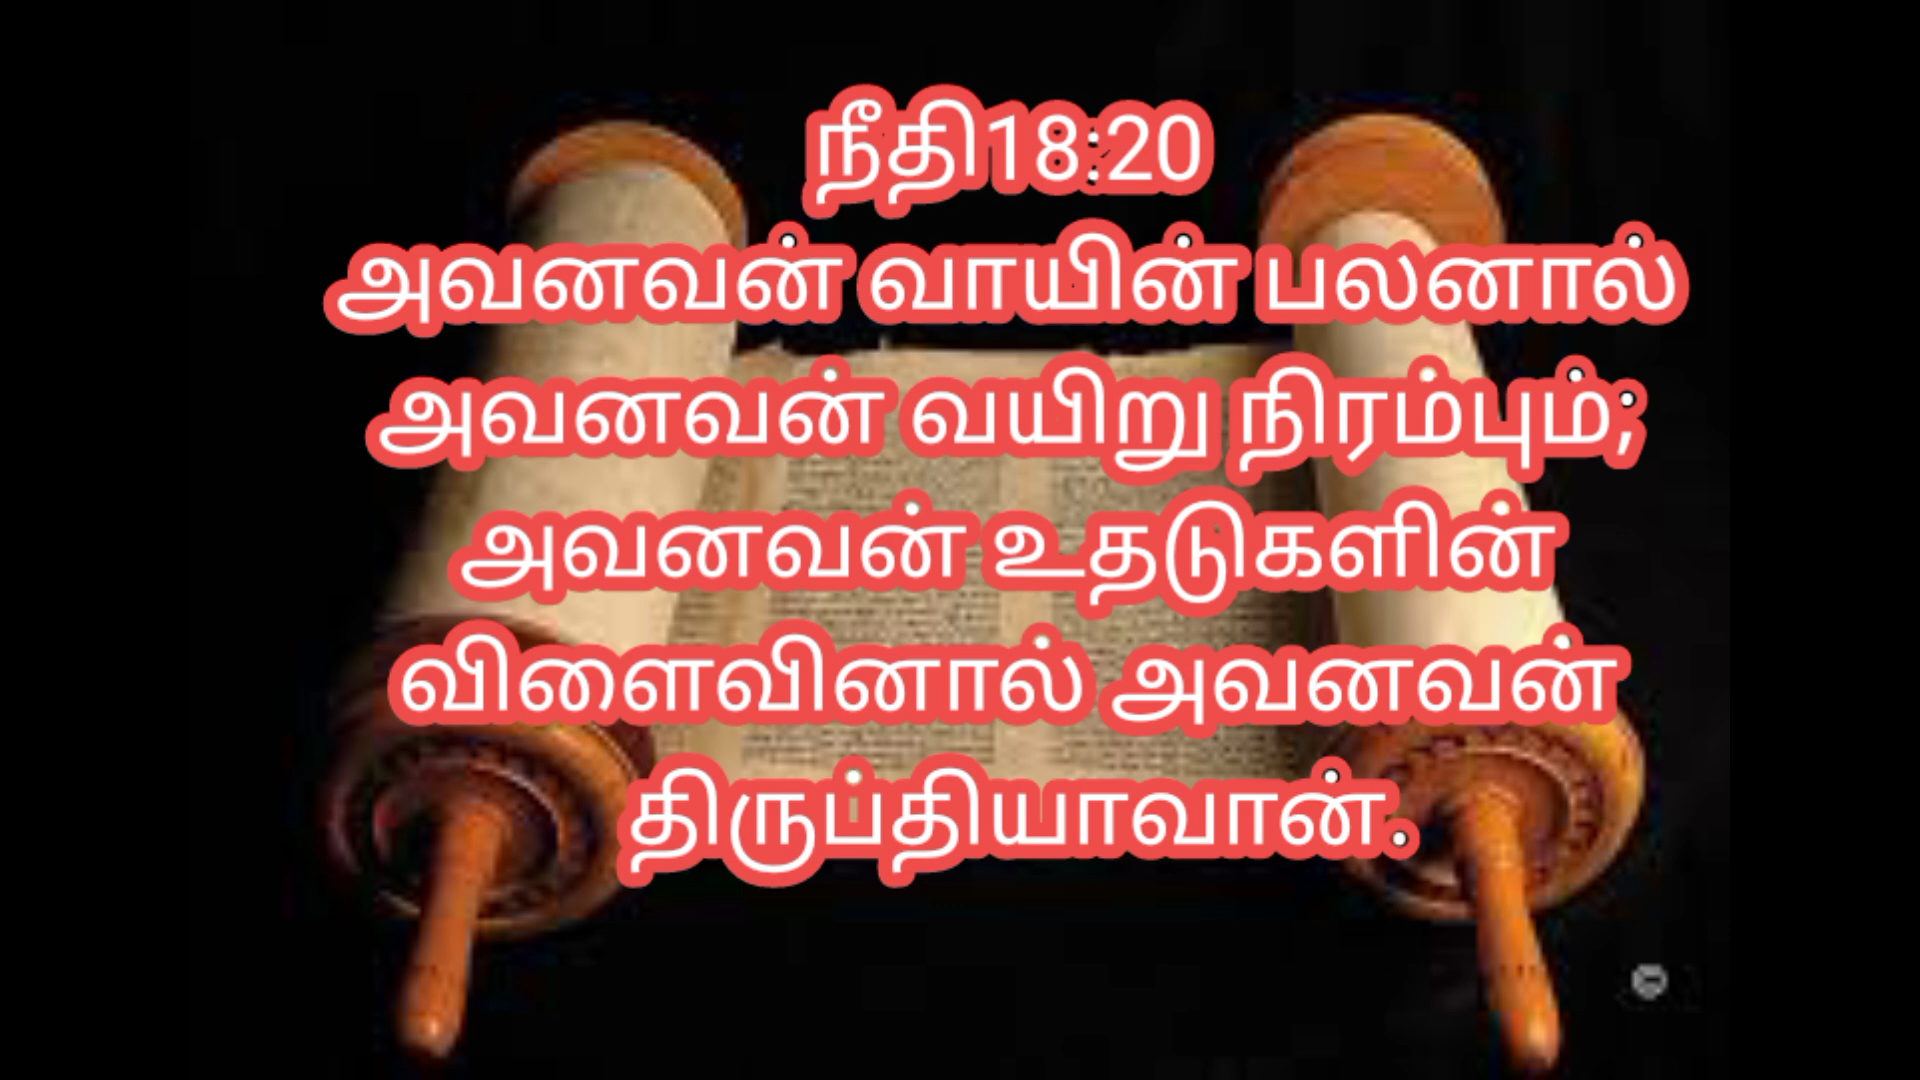 நீதி18:20
அவனவன் வாயின் பலனால்
அவனவன் வயிறு நிரம்பும்;
அவனவன் உதடுகளின்
விளைவினால் அவனவன்
திருப்தியாவான்.